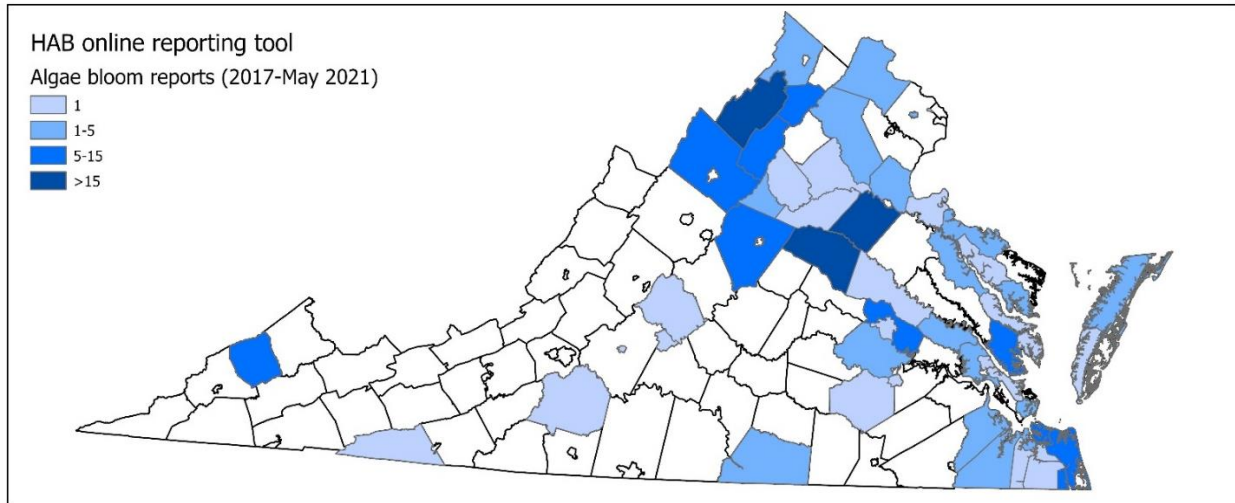 HAB online reporting tool
Algae bloom reports (2017-May 2021)
1
1-5
5-15
>15